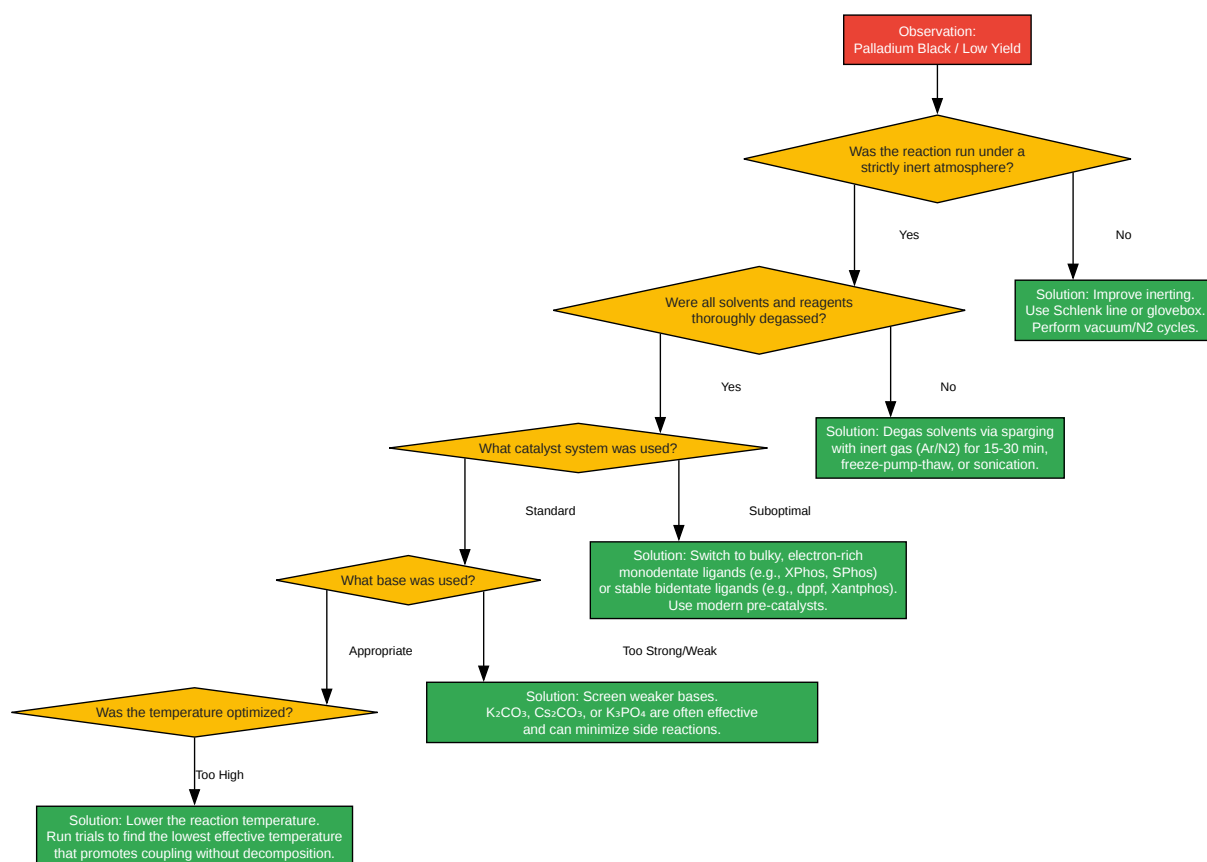 Observation:
Palladium Black / Low Yield
Was the reaction run under a
strictly inert atmosphere?
Yes
No
Were all solvents and reagents
thoroughly degassed?
Solution: Improve inerting.
Use Schlenk line or glovebox.
Perform vacuum/N2 cycles.
Yes
No
What catalyst system was used?
Solution: Degas solvents via sparging
with inert gas (Ar/N2) for 15-30 min,
freeze-pump-thaw, or sonication.
Standard
Suboptimal
What base was used?
Solution: Switch to bulky, electron-rich
monodentate ligands (e.g., XPhos, SPhos)
or stable bidentate ligands (e.g., dppf, Xantphos).
Use modern pre-catalysts.
Appropriate
Too Strong/Weak
Was the temperature optimized?
Solution: Screen weaker bases.
K₂CO₃, Cs₂CO₃, or K₃PO₄ are often effective
and can minimize side reactions.
Too High
Solution: Lower the reaction temperature.
Run trials to find the lowest effective temperature
that promotes coupling without decomposition.